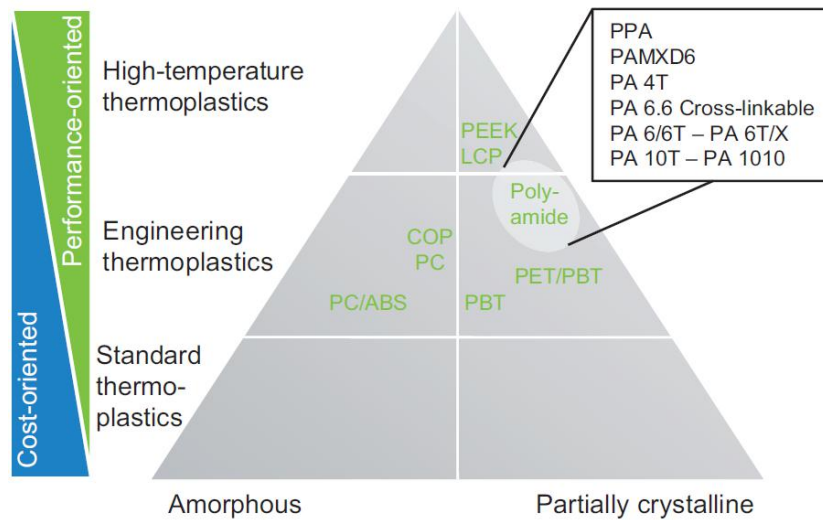 Performance-oriented
Cost-oriented
High-temperature
thermoplastics
Engineering
thermoplastics
Standard
thermo-
plastics
PEEK
LCP
Poly-
amide
COP
PC
PET/PBT
PC/ABS
PBT
PPA
PAMXD6
PA 4T
PA 6.6 Cross-linkable
PA 6/6T – PA 6T/X
PA 10T – PA 1010
Amorphous
Partially crystalline